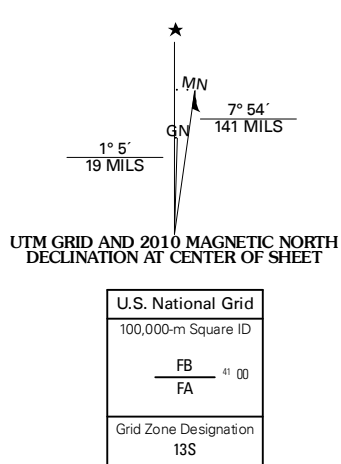 ★
MN
GN
7° 54´
141 MILS
1° 5´
19 MILS
UTM GRID AND 2010 MAGNETIC NORTH
DECLINATION AT CENTER OF SHEET
U.S. National Grid
100,000-m Square ID
FB
41 00
FA
Grid Zone Designation
13S